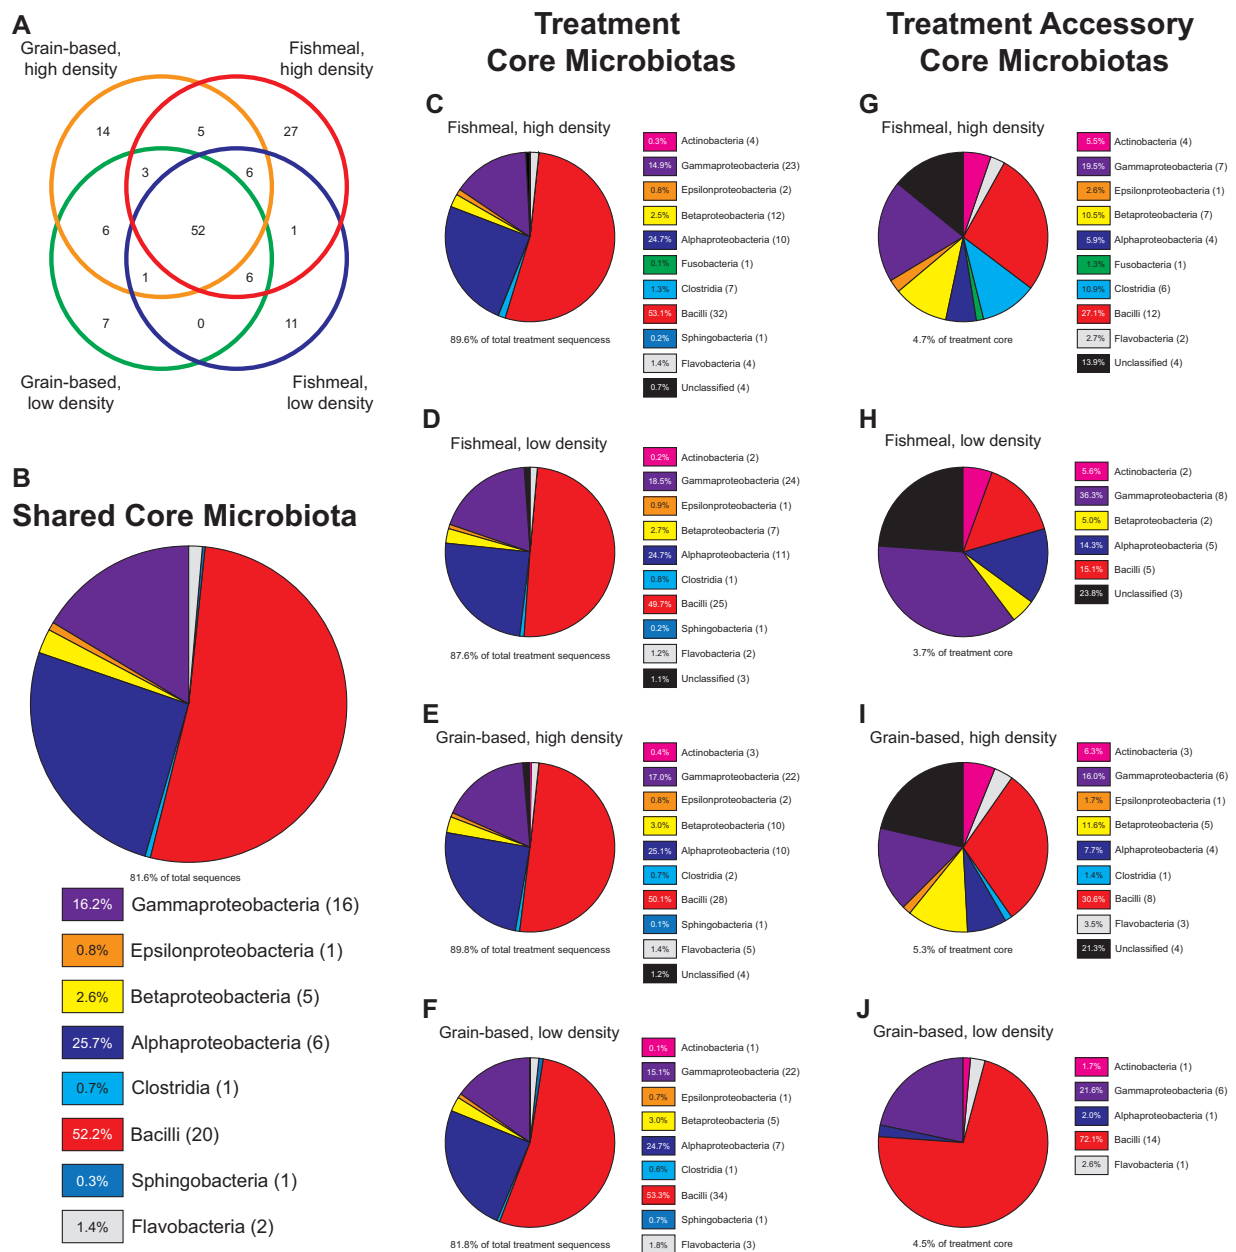 A
Grain-based,
high density
Fishmeal,
high density
14
5
27
3
6
6
52
1
1
6
7
0
11
Grain-based,
low density
Fishmeal,
low density
B
Shared Core Microbiota
81.6% of total sequences
16.2% Gammaproteobacteria (16)
0.8% Epsilonproteobacteria (1)
2.6% Betaproteobacteria (5)
25.7% Alphaproteobacteria (6)
0.7% Clostridia (1)
52.2% Bacilli (20)
0.3% Sphingobacteria (1)
1.4% Flavobacteria (2)
Treatment
Core Microbiotas
C
Fishmeal, high density
0.3% Actinobacteria (4)
14.9% Gammaproteobacteria (23)
0.8% Epsilonproteobacteria (2)
2.5% Betaproteobacteria (12)
24.7% Alphaproteobacteria (10)
0.1% Fusobacteria (1)
1.3% Clostridia (7)
53.1% Bacilli (32)
0.2% Sphingobacteria (1)
1.4% Flavobacteria (4)
0.7% Unclassified (4)
89.6% of total treatment sequencess
D
Fishmeal, low density
0.2% Actinobacteria (2)
18.5% Gammaproteobacteria (24)
0.9% Epsilonproteobacteria (1)
2.7% Betaproteobacteria (7)
24.7% Alphaproteobacteria (11)
0.8% Clostridia (1)
49.7% Bacilli (25)
0.2% Sphingobacteria (1)
1.2% Flavobacteria (2)
1.1% Unclassified (3)
87.6% of total treatment sequencess
E
Grain-based, high density
0.4% Actinobacteria (3)
17.0% Gammaproteobacteria (22)
0.8% Epsilonproteobacteria (2)
3.0% Betaproteobacteria (10)
25.1% Alphaproteobacteria (10)
0.7% Clostridia (2)
50.1% Bacilli (28)
0.1% Sphingobacteria (1)
1.4% Flavobacteria (5)
1.2% Unclassified (4)
89.8% of total treatment sequencess
F
Grain-based, low density
0.1% Actinobacteria (1)
15.1% Gammaproteobacteria (22)
0.7% Epsilonproteobacteria (1)
3.0% Betaproteobacteria (5)
24.7% Alphaproteobacteria (7)
0.6% Clostridia (1)
53.3% Bacilli (34)
0.7% Sphingobacteria (1)
1.8% Flavobacteria (3)
81.8% of total treatment sequencess
Treatment Accessory
Core Microbiotas
G
Fishmeal, high density
5.5% Actinobacteria (4)
19.5% Gammaproteobacteria (7)
2.6% Epsilonproteobacteria (1)
10.5% Betaproteobacteria (7)
5.9% Alphaproteobacteria (4)
1.3% Fusobacteria (1)
10.9% Clostridia (6)
27.1% Bacilli (12)
2.7% Flavobacteria (2)
13.9% Unclassified (4)
4.7% of treatment core
H
Fishmeal, low density
5.6% Actinobacteria (2)
36.3% Gammaproteobacteria (8)
5.0% Betaproteobacteria (2)
14.3% Alphaproteobacteria (5)
15.1% Bacilli (5)
23.8% Unclassified (3)
3.7% of treatment core
I
Grain-based, high density
6.3% Actinobacteria (3)
16.0% Gammaproteobacteria (6)
1.7% Epsilonproteobacteria (1)
11.6% Betaproteobacteria (5)
7.7% Alphaproteobacteria (4)
1.4% Clostridia (1)
30.6% Bacilli (8)
3.5% Flavobacteria (3)
21.3% Unclassified (4)
5.3% of treatment core
J
Grain-based, low density
1.7% Actinobacteria (1)
21.6% Gammaproteobacteria (6)
2.0% Alphaproteobacteria (1)
72.1% Bacilli (14)
2.6% Flavobacteria (1)
4.5% of treatment core